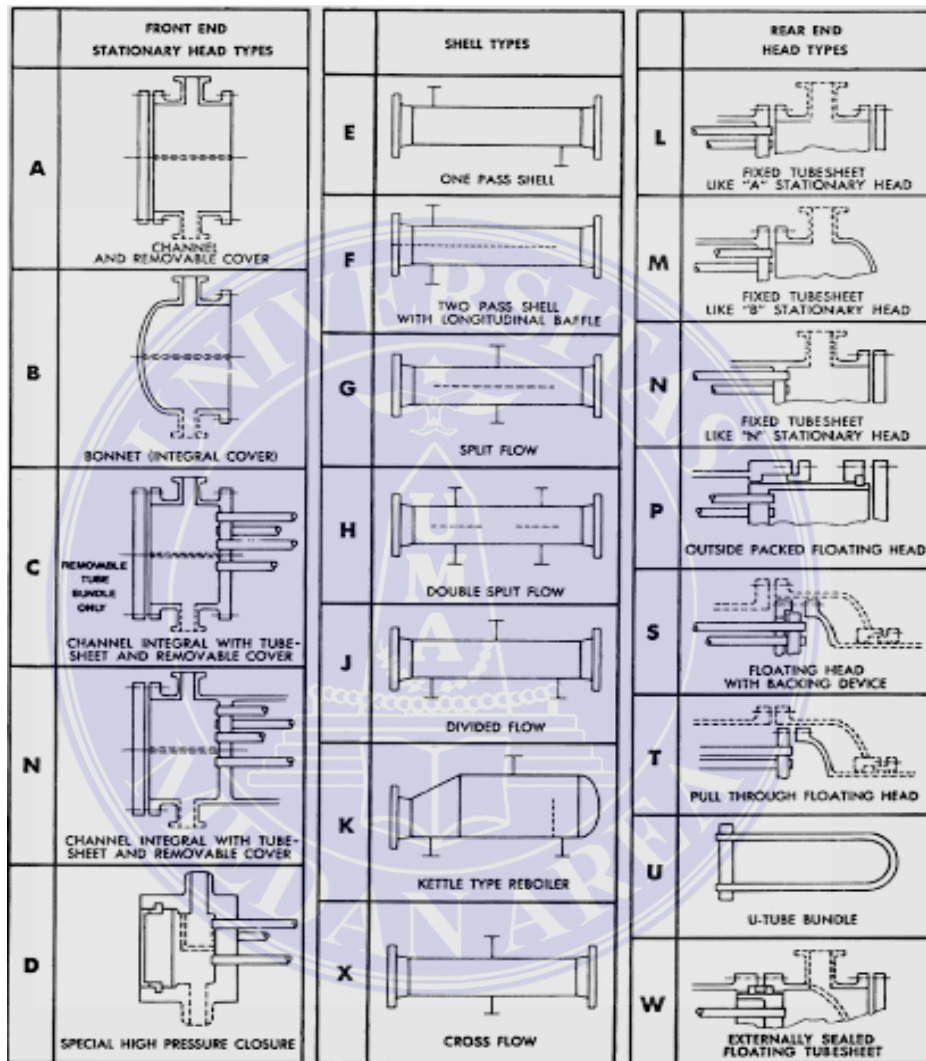 FRONT END
STATIONARY HEAD TYPES
A
CHANNEL
AND REMOVABLE COVER
B
BONNET (INTEGRAL COVER)
C
REMOVABLE
TUBE
BUNDLE
ONLY
CHANNEL INTEGRAL WITH TUBE-
SHEET AND REMOVABLE COVER
N
CHANNEL INTEGRAL WITH TUBE-
SHEET AND REMOVABLE COVER
D
SPECIAL HIGH PRESSURE CLOSURE
SHELL TYPES
E
ONE PASS SHELL
F
TWO PASS SHELL
WITH LONGITUDINAL BAFFLE
G
SPLIT FLOW
H
DOUBLE SPLIT FLOW
J
DIVIDED FLOW
K
KETTLE TYPE REBOILER
X
CROSS FLOW
REAR END
HEAD TYPES
L
FIXED TUBESHEET
LIKE "A" STATIONARY HEAD
M
FIXED TUBESHEET
LIKE "B" STATIONARY HEAD
N
FIXED TUBESHEET
LIKE "N" STATIONARY HEAD
P
OUTSIDE PACKED FLOATING HEAD
S
FLOATING HEAD
WITH BACKING DEVICE
T
PULL THROUGH FLOATING HEAD
U
U-TUBE BUNDLE
W
EXTERNALLY SEALED
FLOATING TUBESHEET
UNIVERSITAS
MEDAN AREA
UMA